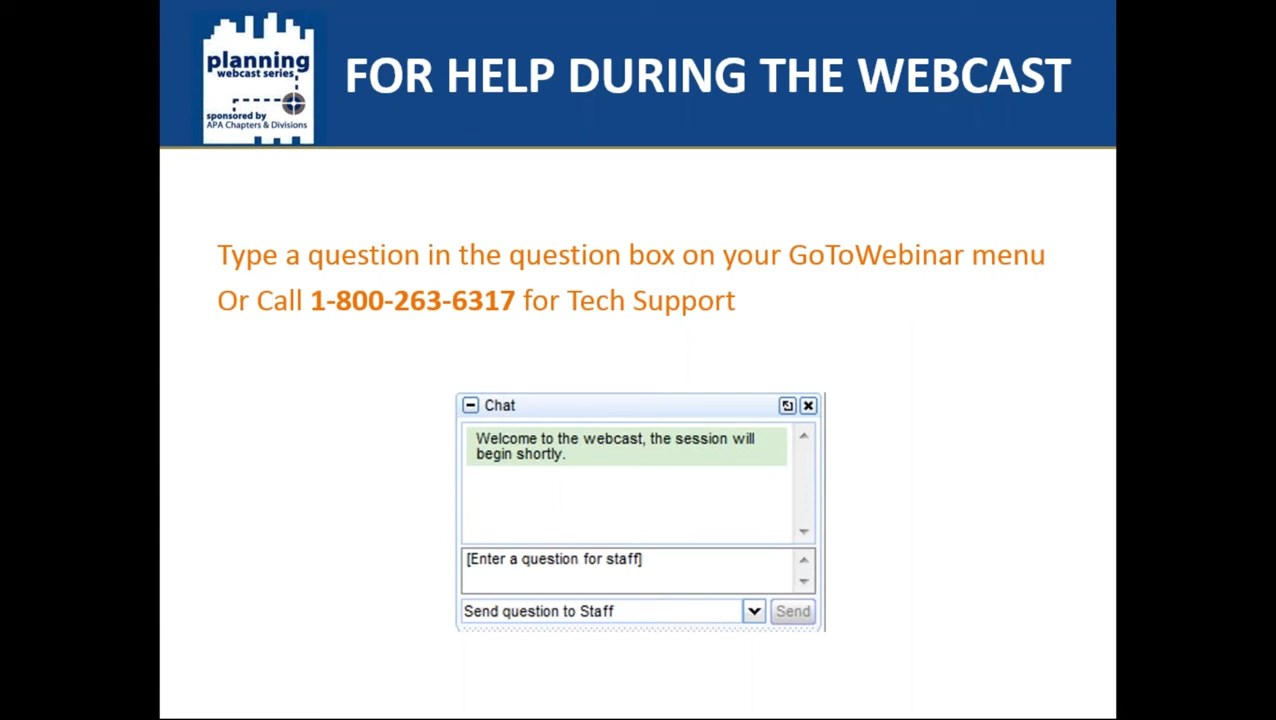 planning
webcast series
sponsored by
APA Chapters & Divisions
FOR HELP DURING THE WEBCAST
Type a question in the question box on your GoToWebinar menu
Or Call 1-800-263-6317 for Tech Support
Chat
Welcome to the webcast, the session will
begin shortly.
[Enter a question for staff]
Send question to Staff
Send